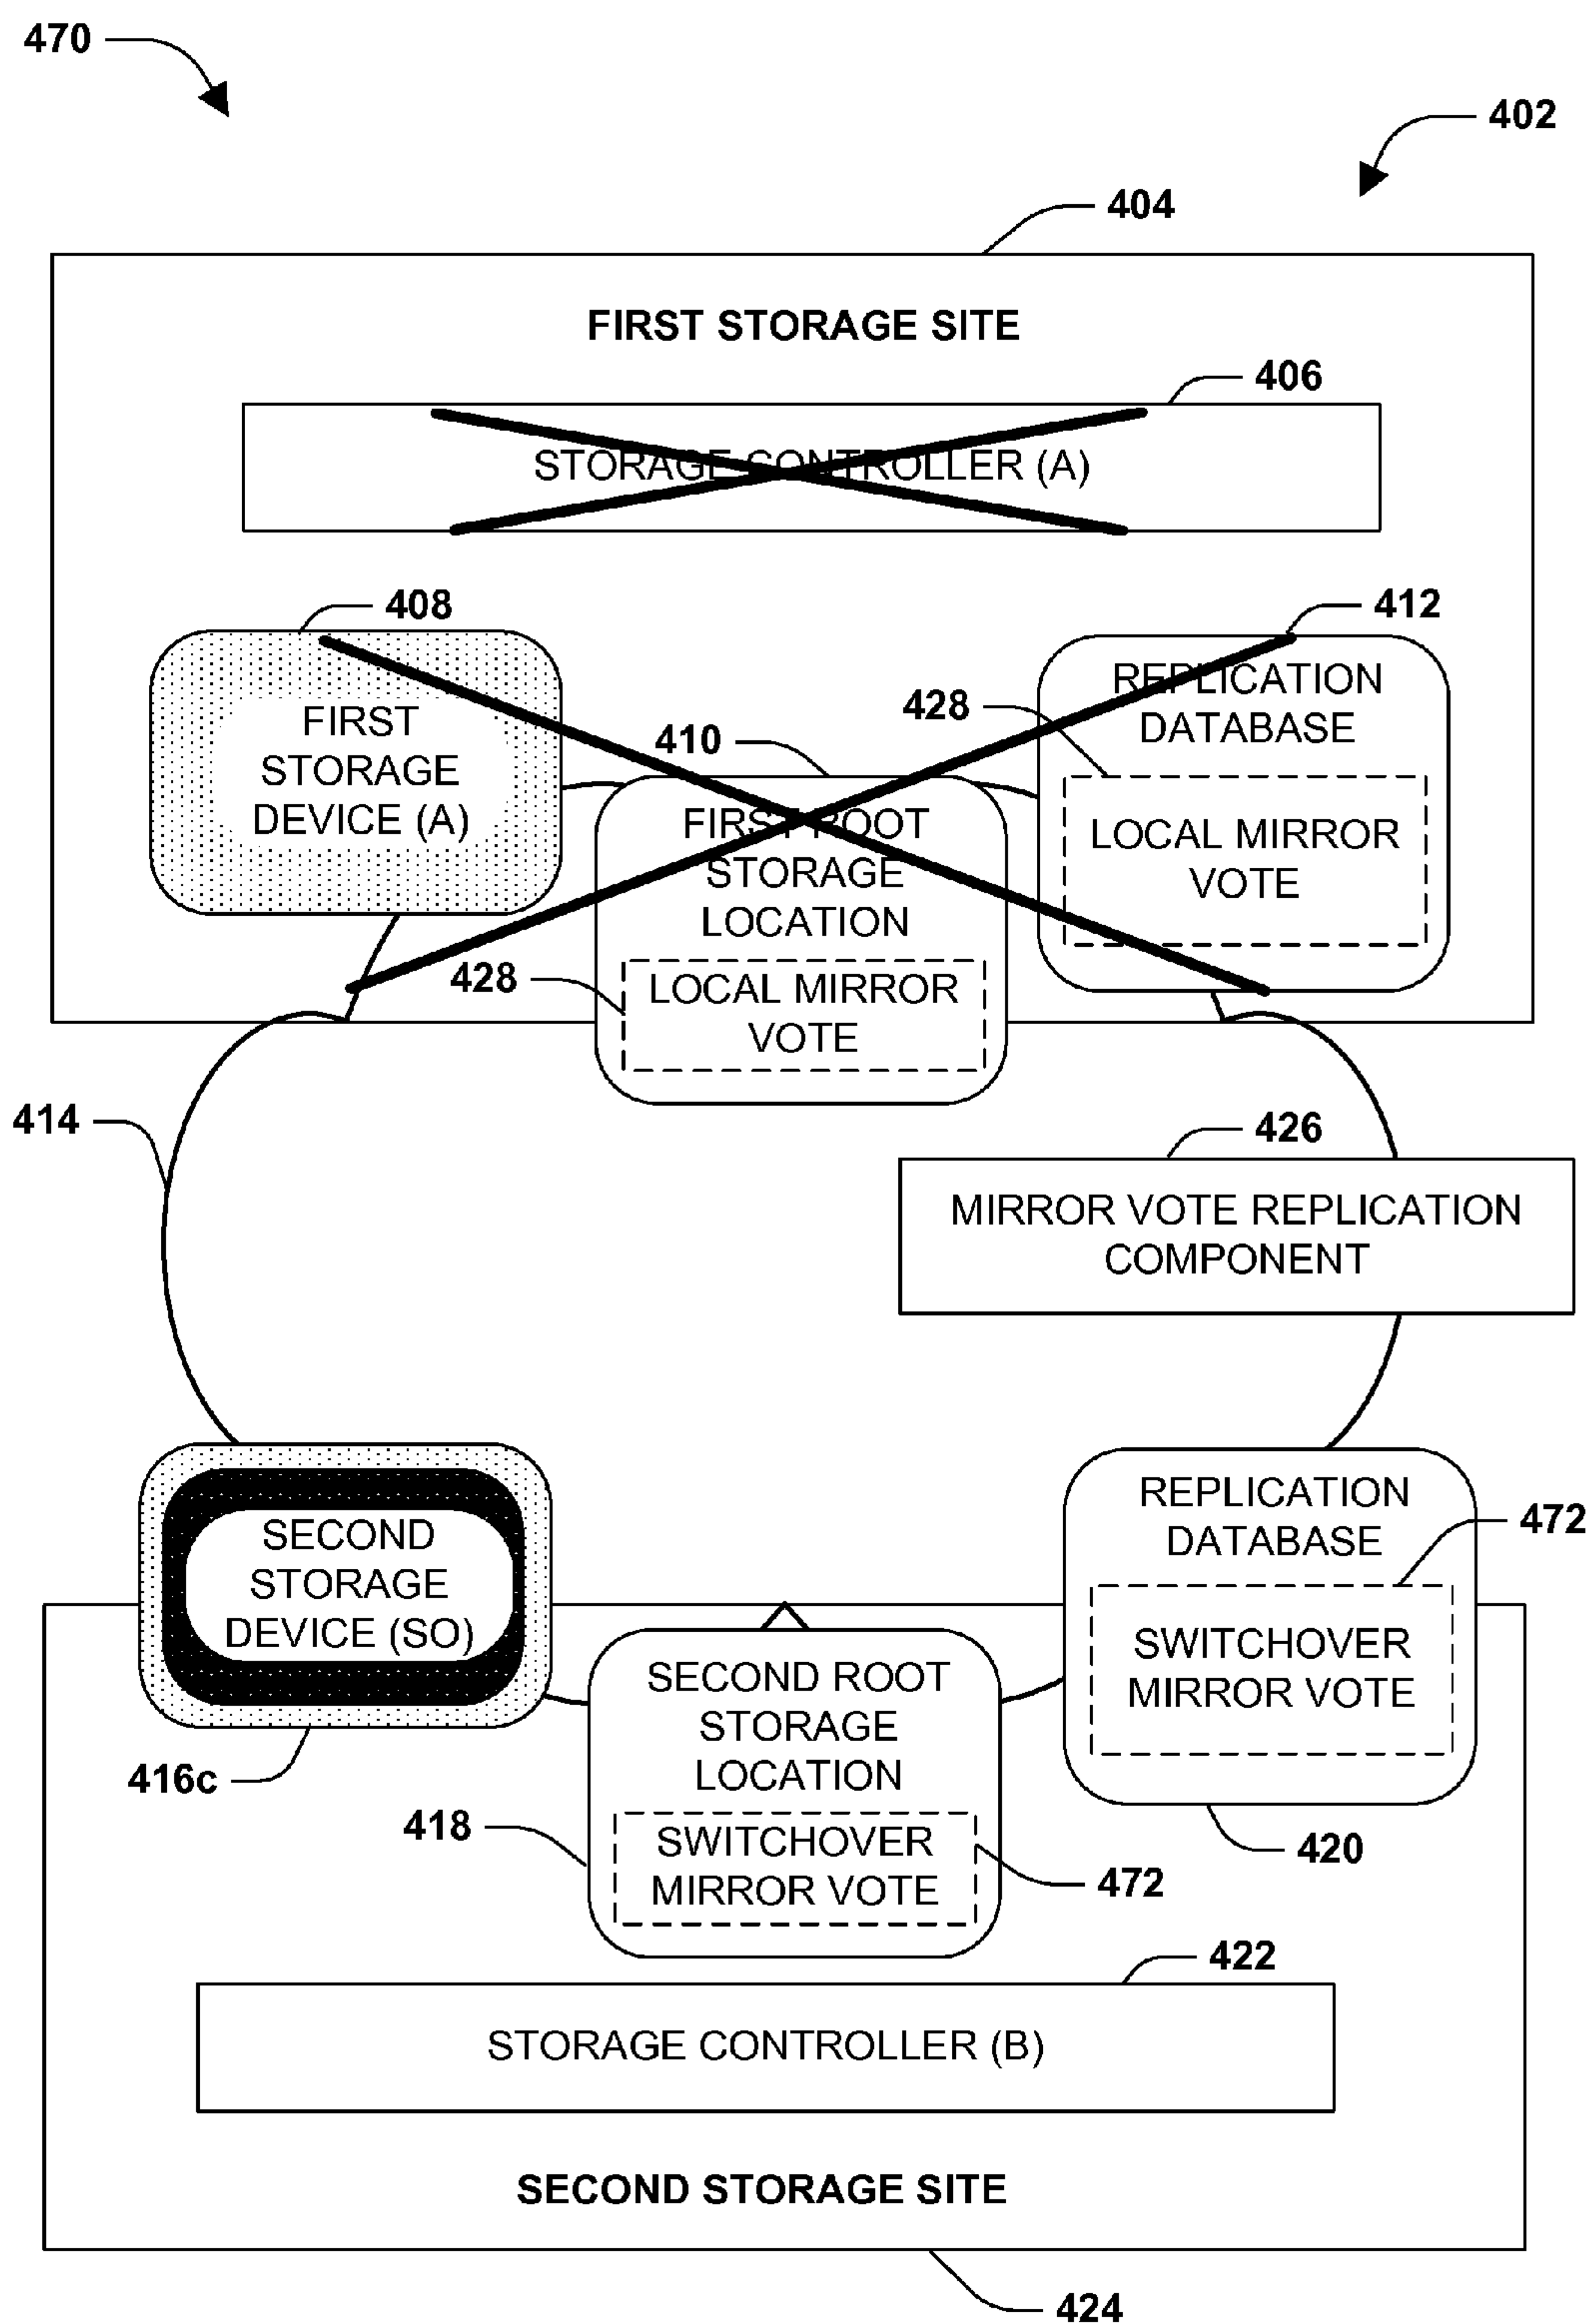 470
402
404
FIRST STORAGE SITE
406
STORAGE CONTROLLER (A)
408
412
FIRST
STORAGE
DEVICE (A)
428
410
REPLICATION
DATABASE
LOCAL MIRROR
VOTE
FIRST ROOT
STORAGE
LOCATION
428
LOCAL MIRROR
VOTE
414
426
MIRROR VOTE REPLICATION
COMPONENT
SECOND
STORAGE
DEVICE (SO)
416c
REPLICATION
DATABASE
472
SWITCHOVER
MIRROR VOTE
420
SECOND ROOT
STORAGE
LOCATION
418
SWITCHOVER
MIRROR VOTE
472
422
STORAGE CONTROLLER (B)
SECOND STORAGE SITE
424